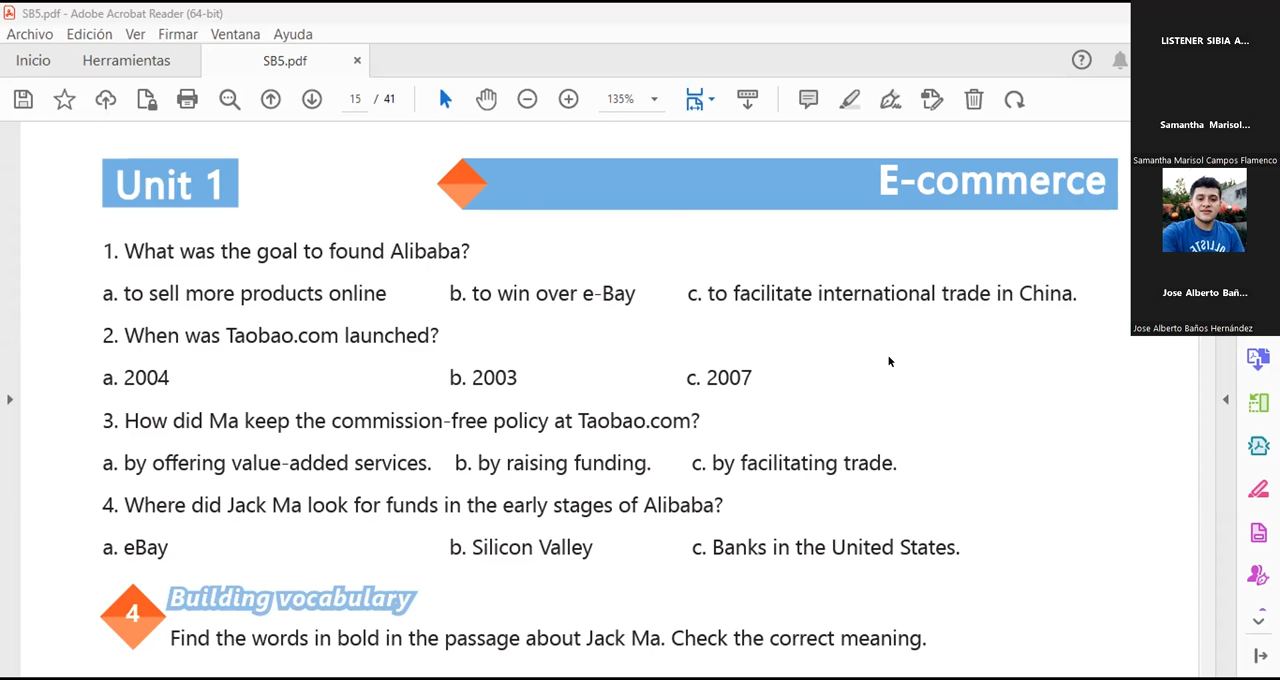 SB5.pdf - Adobe Acrobat Reader (64-bit)
Archivo Edición Ver Firmar Ventana Ayuda
Inicio Herramientas SB5.pdf ×
15 / 41 135%
LISTENER SIBIA A...
Samantha Marisol...
Samantha Marisol Campos Flamenco
Jose Alberto Bañ...
Jose Alberto Baños Hernández
Unit 1 E-commerce
1. What was the goal to found Alibaba?
a. to sell more products online b. to win over e-Bay c. to facilitate international trade in China.
2. When was Taobao.com launched?
a. 2004 b. 2003 c. 2007
3. How did Ma keep the commission-free policy at Taobao.com?
a. by offering value-added services. b. by raising funding. c. by facilitating trade.
4. Where did Jack Ma look for funds in the early stages of Alibaba?
a. eBay b. Silicon Valley c. Banks in the United States.
4 Building vocabulary
Find the words in bold in the passage about Jack Ma. Check the correct meaning.